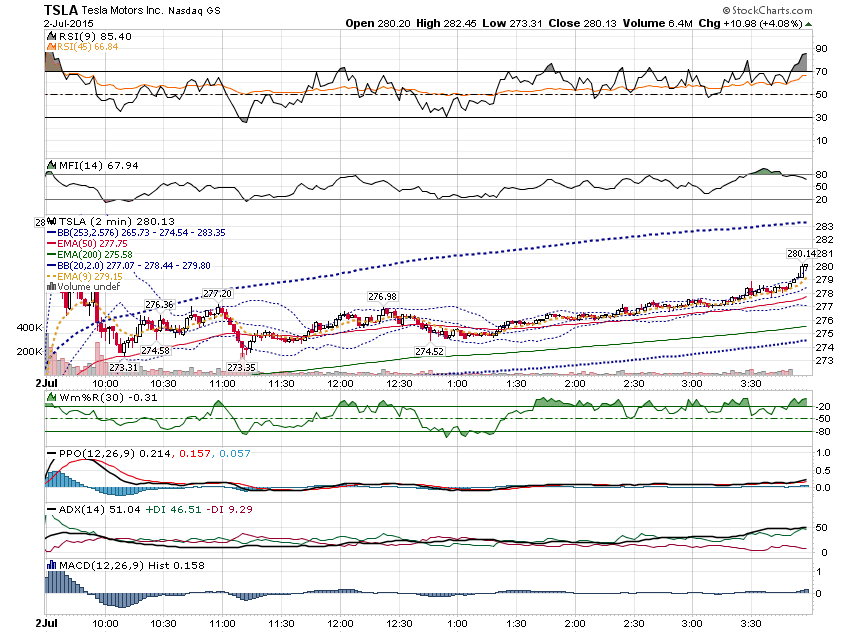 TSLA Tesla Motors Inc. Nasdaq GS
© StockCharts.com
2-Jul-2015
Open 280.20 High 282.45 Low 273.31 Close 280.13 Volume 6.4M Chg +10.98 (+4.08%)
RSI(9) 85.40
RSI(45) 66.84
90
70
50
30
10
MFI(14) 67.94
80
50
20
28
TSLA (2 min) 280.13
BB(253,2.576) 265.73 - 274.54 - 283.35
EMA(50) 277.75
EMA(200) 275.58
BB(20,2.0) 277.07 - 278.44 - 279.80
EMA(9) 279.15
Volume undef
400K
200K
276.36
277.20
276.98
280.14
274.58
273.31
273.35
274.52
283
282
281
280
279
278
277
276
275
274
273
2Jul 10:00 10:30 11:00 11:30 12:00 12:30 1:00 1:30 2:00 2:30 3:00 3:30
Wm%R(30) -0.31
-20
-50
-80
PPO(12,26,9) 0.214, 0.157, 0.057
1.0
0.5
0.0
ADX(14) 51.04 +DI 46.51 -DI 9.29
50
0
MACD(12,26,9) Hist 0.158
1
0
2Jul 10:00 10:30 11:00 11:30 12:00 12:30 1:00 1:30 2:00 2:30 3:00 3:30